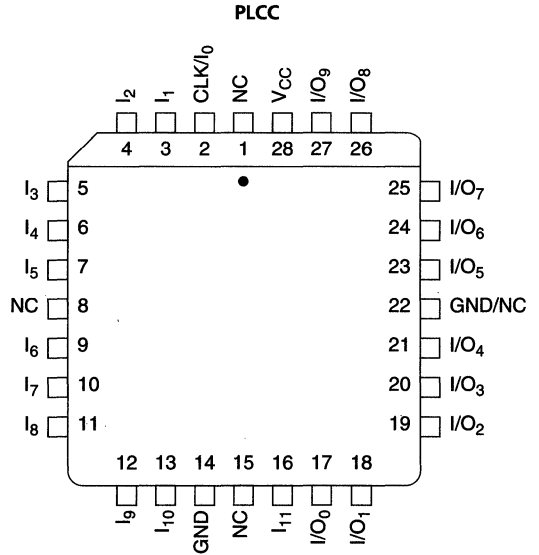 PLCC
I2 I1 CLK/I0 NC VCC I/O9 I/O8
4 3 2 1 28 27 26
I3 5 25 I/O7
I4 6 24 I/O6
I5 7 23 I/O5
NC 8 22 GND/NC
I6 9 21 I/O4
I7 10 20 I/O3
I8 11 19 I/O2
12 13 14 15 16 17 18
I9 I10 GND NC I11 I/O0 I/O1